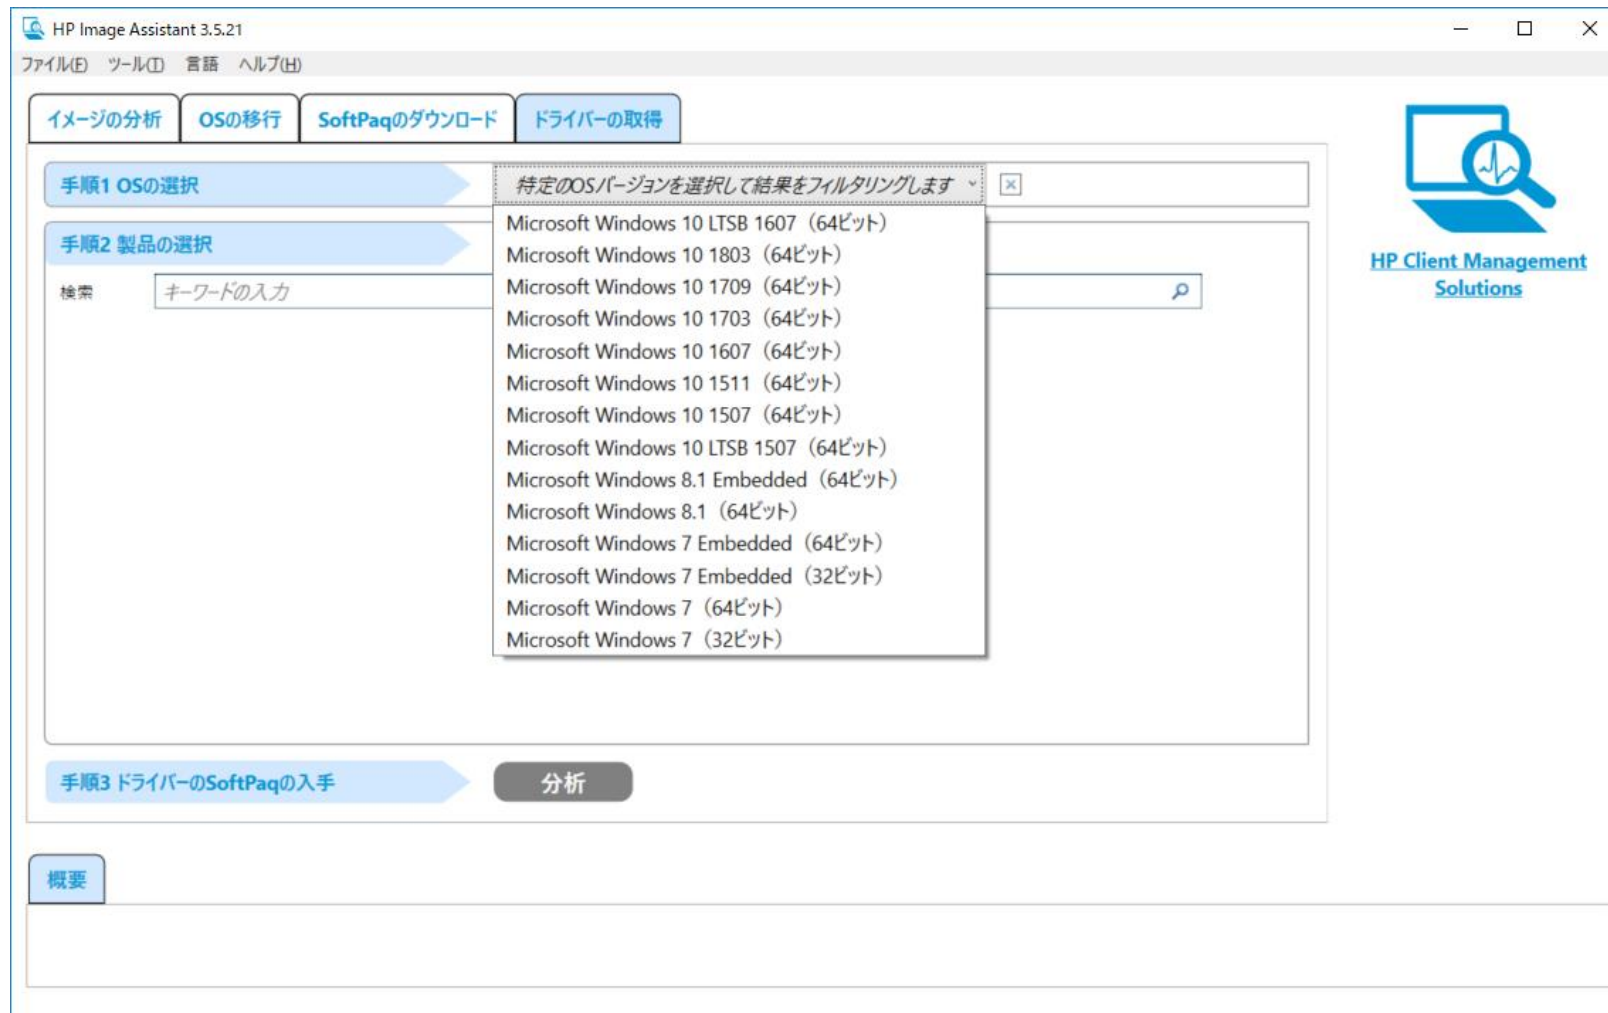 HP Image Assistant 3.5.21
ファイル(F) ツール(T) 言語 ヘルプ(H)
イメージの分析 OSの移行 SoftPaqのダウンロード ドライバーの取得
手順1 OSの選択 特定のOSバージョンを選択して結果をフィルタリングします
Microsoft Windows 10 LTSB 1607（64ビット）
手順2 製品の選択
Microsoft Windows 10 1803（64ビット）
検索 キーワードの入力
Microsoft Windows 10 1709（64ビット）
Microsoft Windows 10 1703（64ビット）
Microsoft Windows 10 1607（64ビット）
Microsoft Windows 10 1511（64ビット）
Microsoft Windows 10 1507（64ビット）
Microsoft Windows 10 LTSB 1507（64ビット）
Microsoft Windows 8.1 Embedded（64ビット）
Microsoft Windows 8.1（64ビット）
Microsoft Windows 7 Embedded（64ビット）
Microsoft Windows 7 Embedded（32ビット）
Microsoft Windows 7（64ビット）
Microsoft Windows 7（32ビット）
手順3 ドライバーのSoftPaqの入手 分析
概要
HP Client Management
Solutions